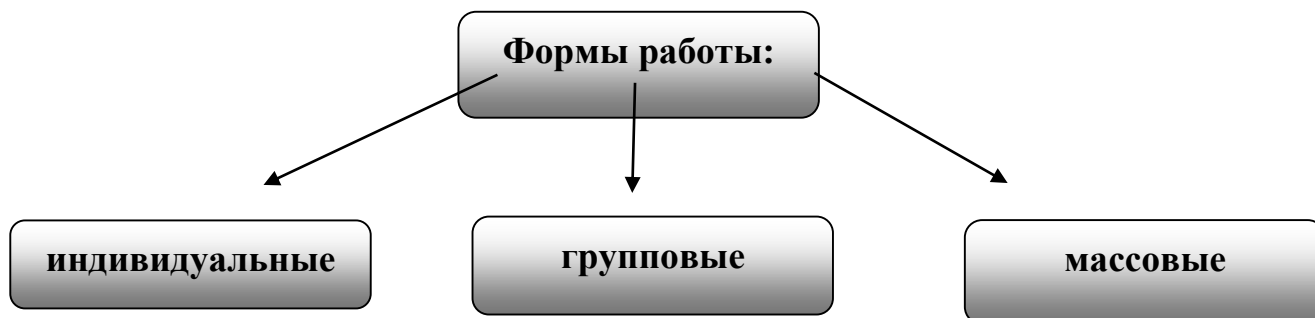 Формы работы:
индивидуальные
групповые
массовые